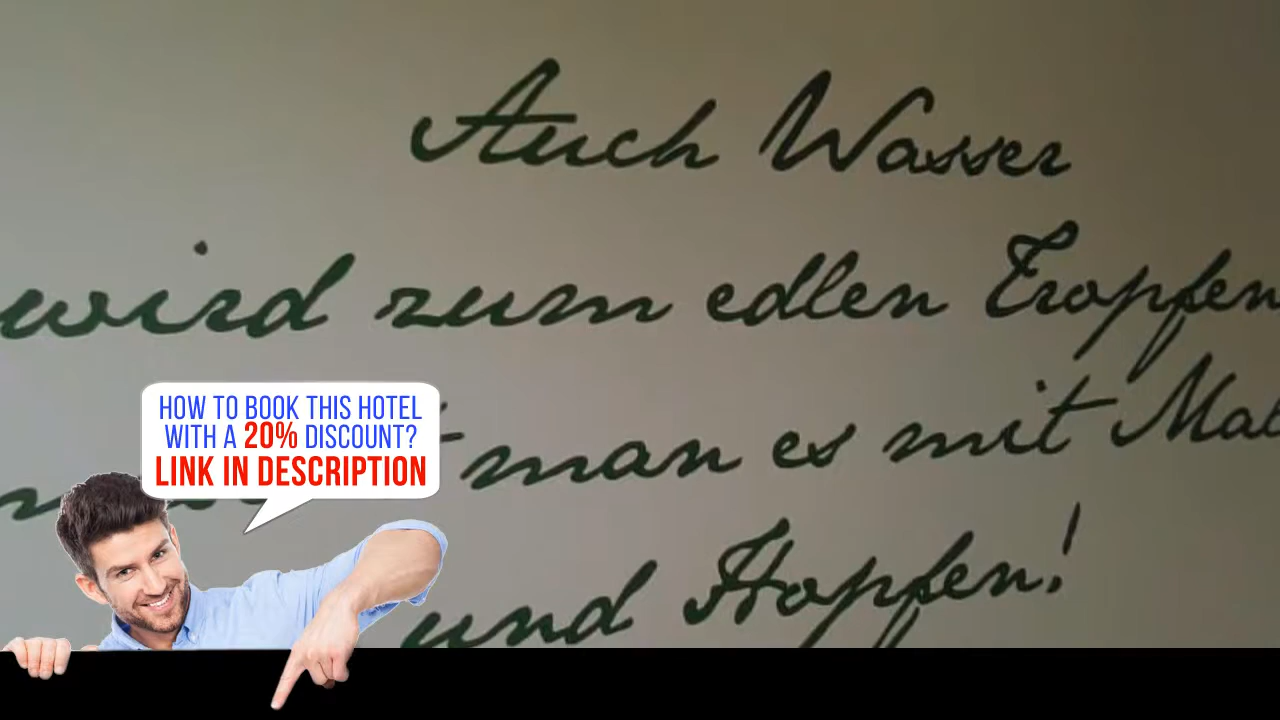 Auch Wasser
wird zum edlen Tropfen
man es mit
und Hopfen!
HOW TO BOOK THIS HOTEL
WITH A 20% DISCOUNT?
LINK IN DESCRIPTION